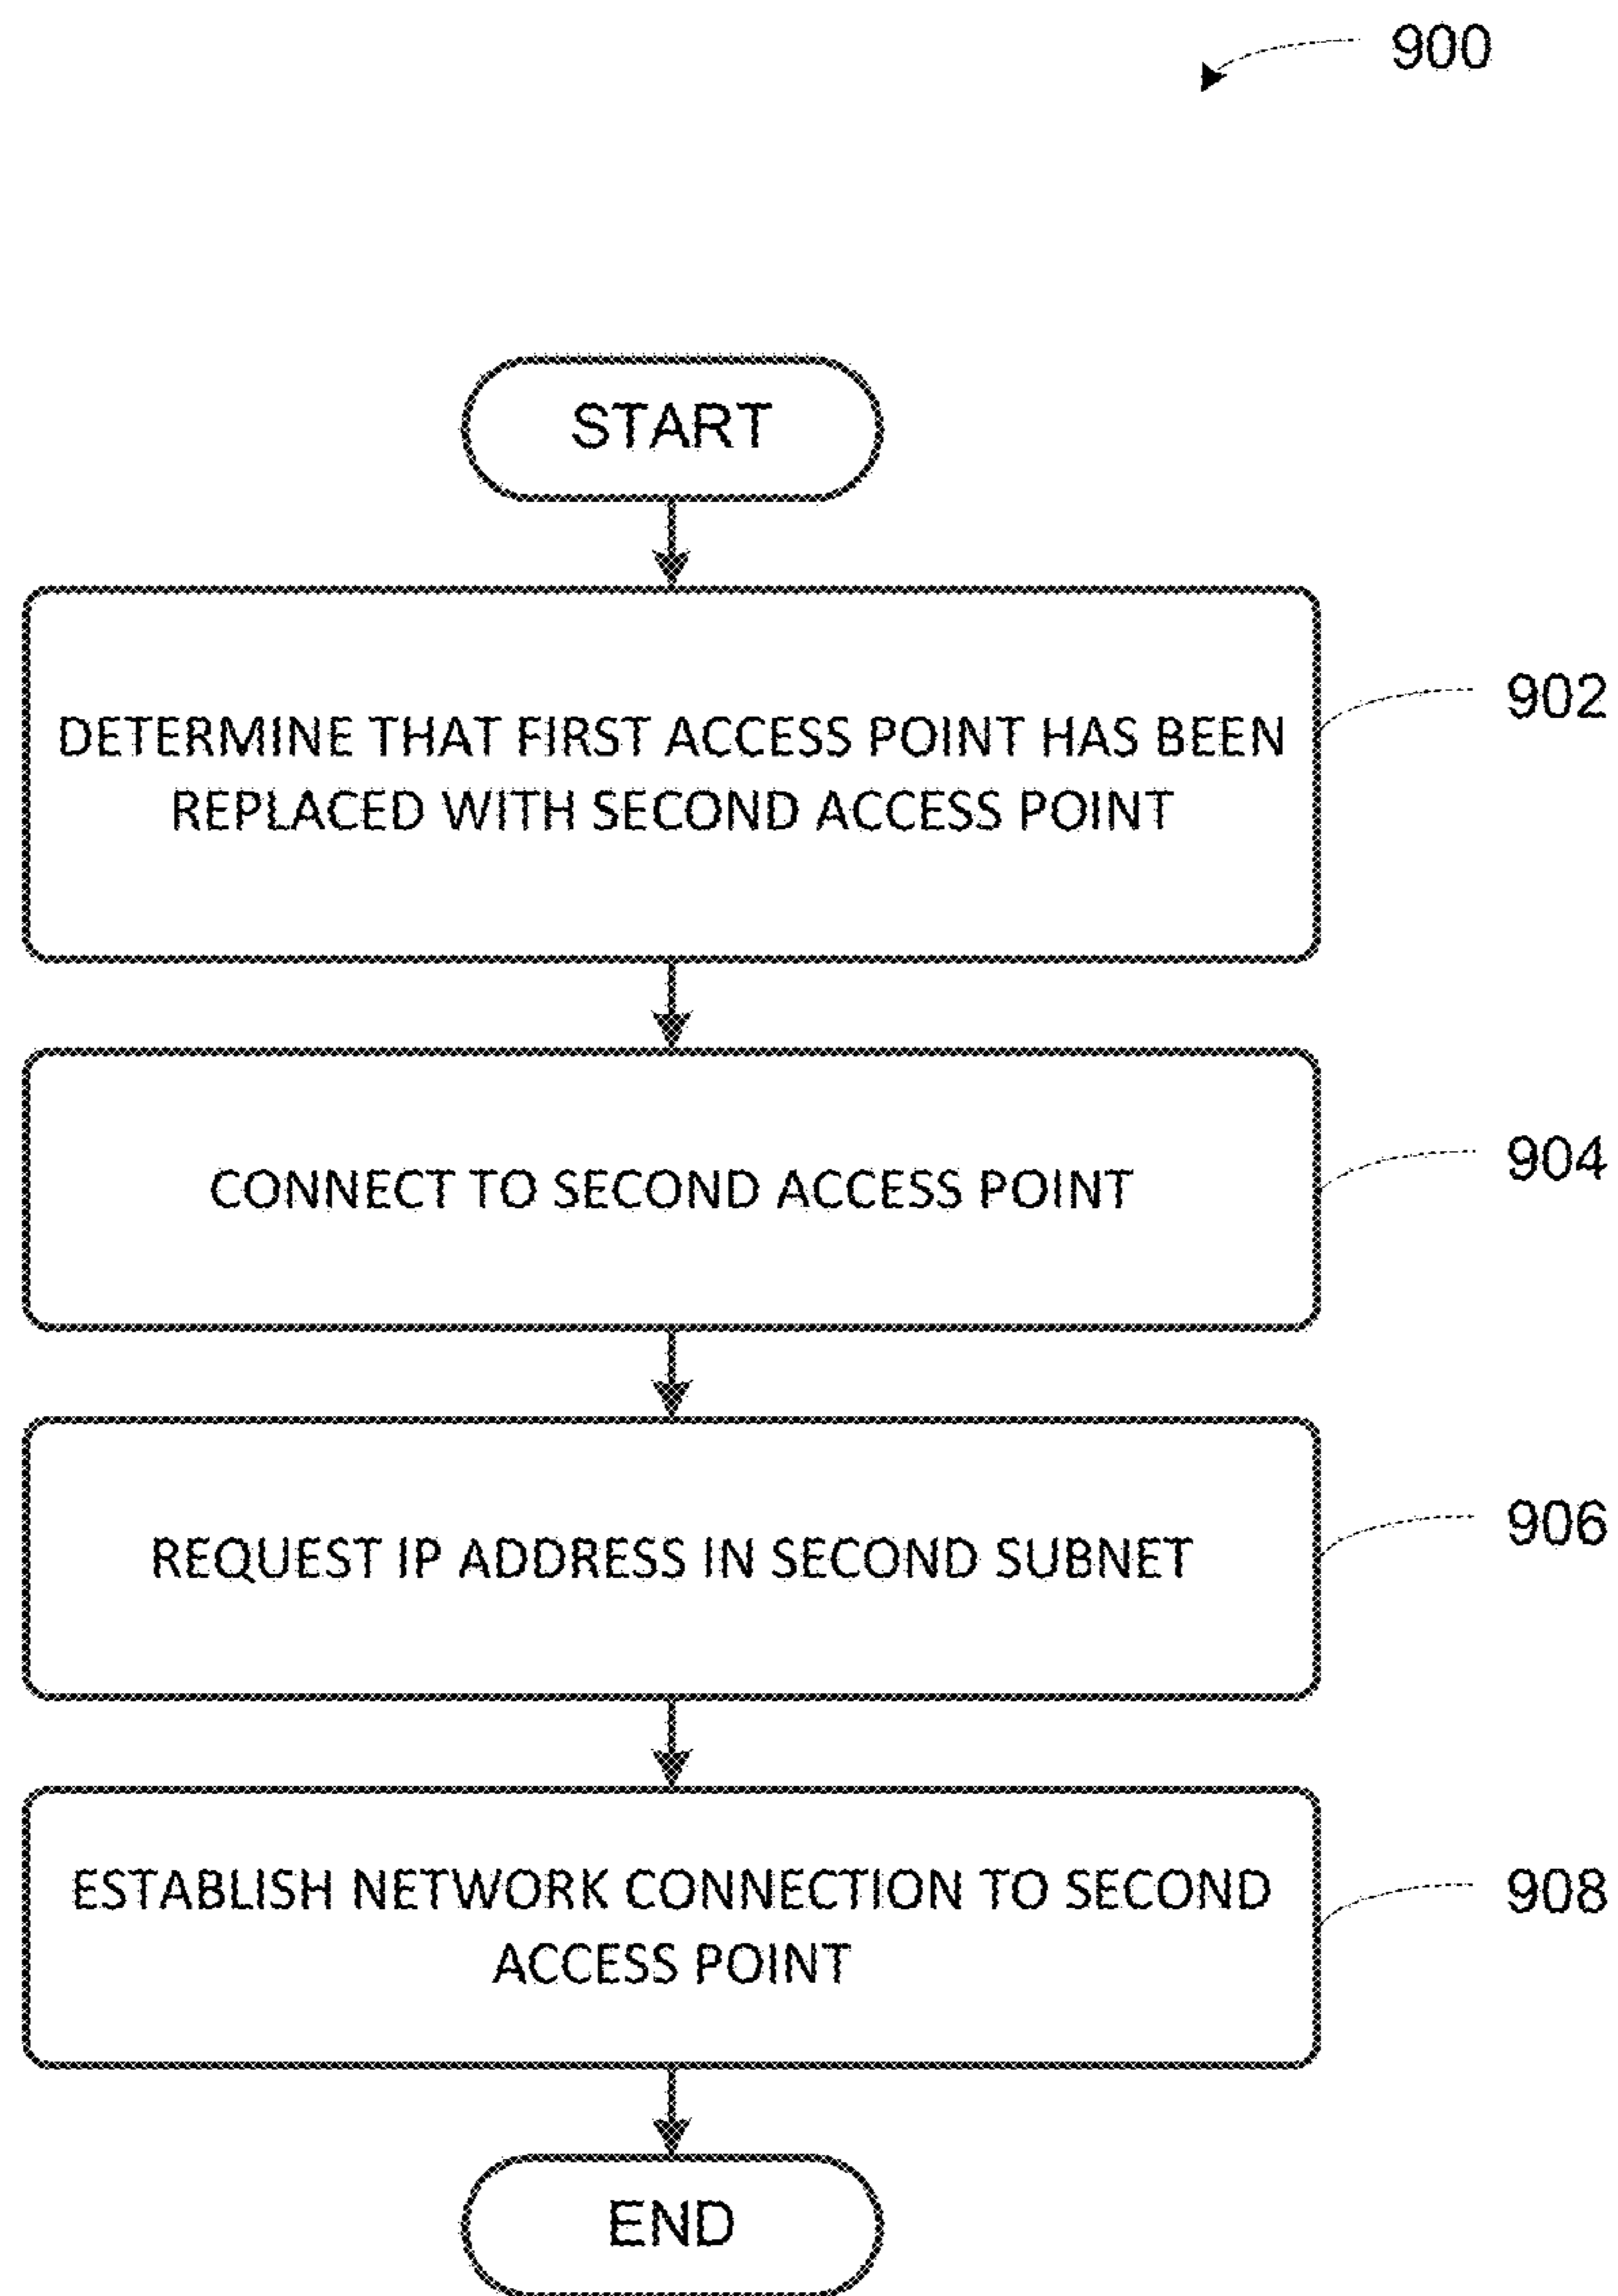 900
START
DETERMINE THAT FIRST ACCESS POINT HAS BEEN
REPLACED WITH SECOND ACCESS POINT
902
CONNECT TO SECOND ACCESS POINT
904
REQUEST IP ADDRESS IN SECOND SUBNET
906
ESTABLISH NETWORK CONNECTION TO SECOND
ACCESS POINT
908
END